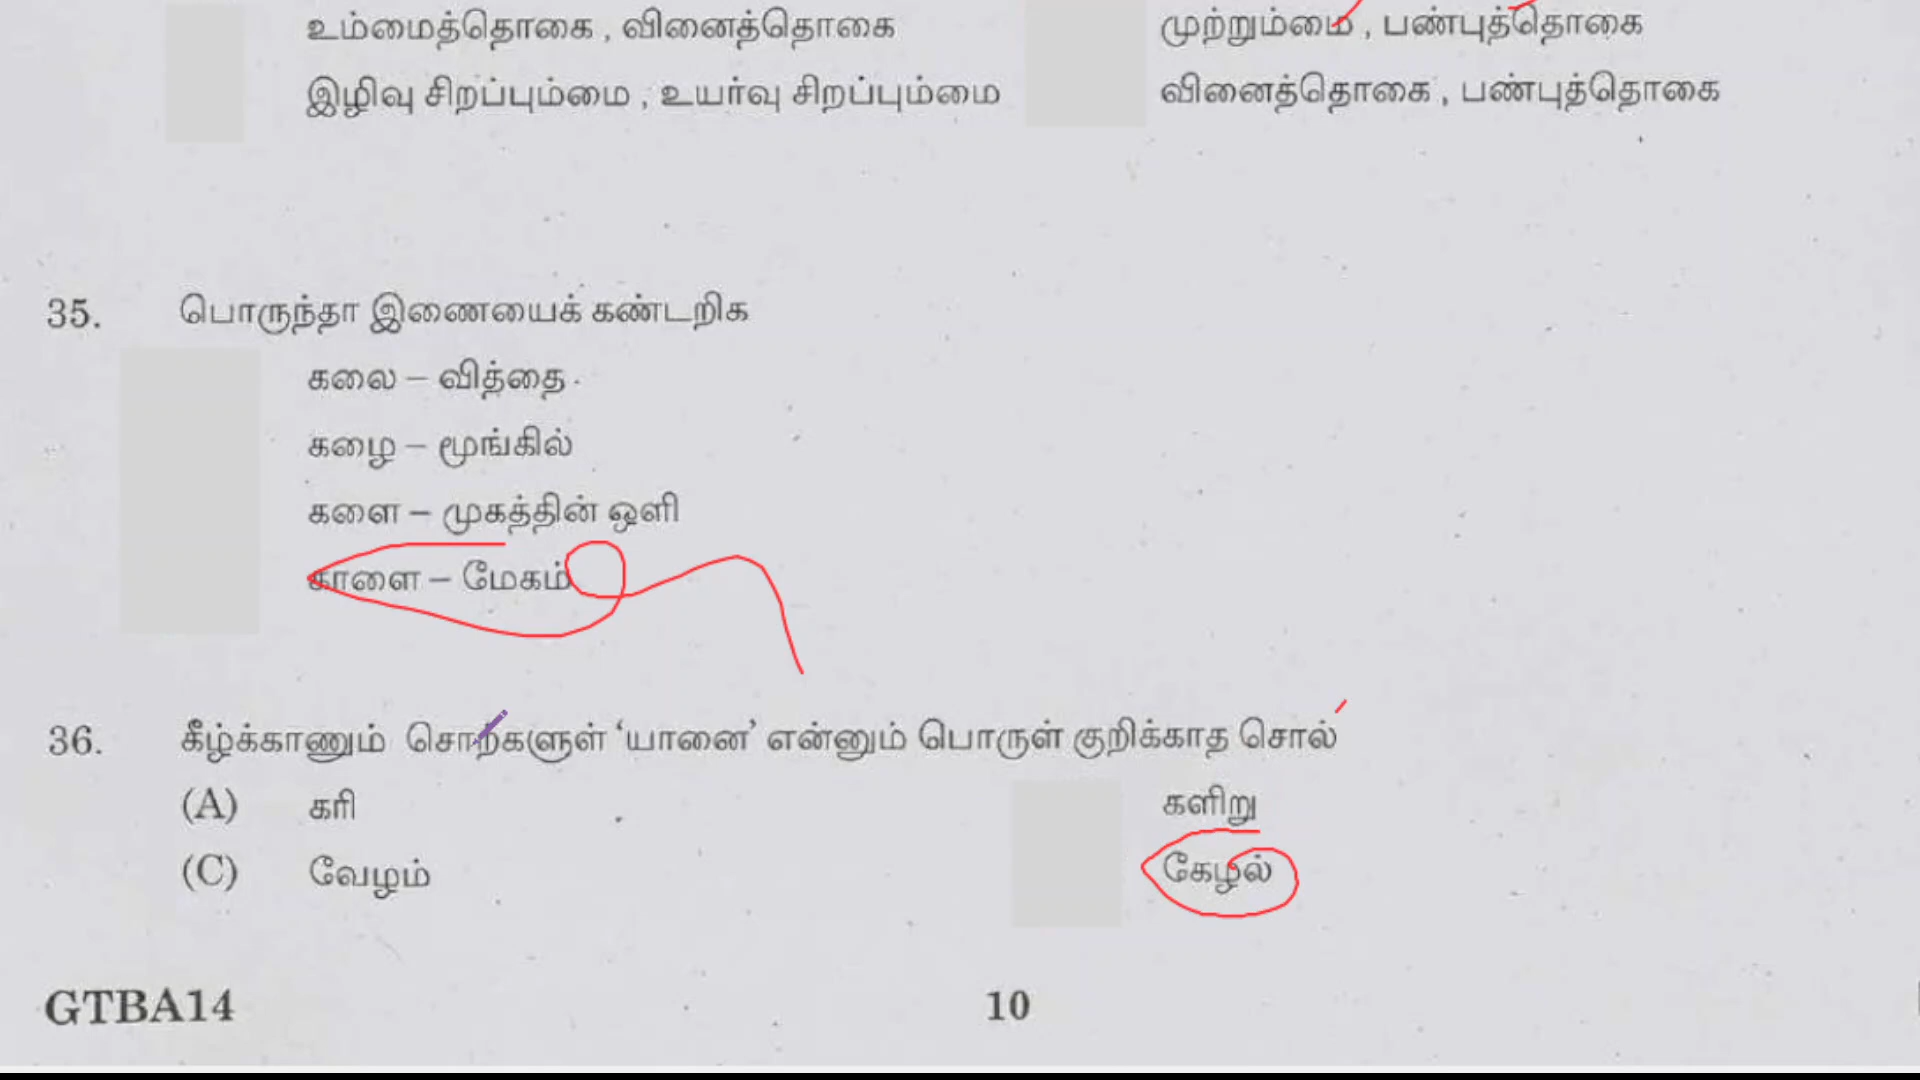 உம்மைத்தொகை , வினைத்தொகை முற்றும்மை , பண்புத்தொகை
இழிவு சிறப்பும்மை , உயர்வு சிறப்பும்மை வினைத்தொகை , பண்புத்தொகை
35. பொருந்தா இணையைக் கண்டறிக
கலை – வித்தை
கழை – மூங்கில்
களை – முகத்தின் ஒளி
காளை – மேகம்
36. கீழ்க்காணும் சொற்களுள் ‘யானை’ என்னும் பொருள் குறிக்காத சொல்
(A) கரி களிறு
(C) வேழம் கேழல்
GTBA14 10